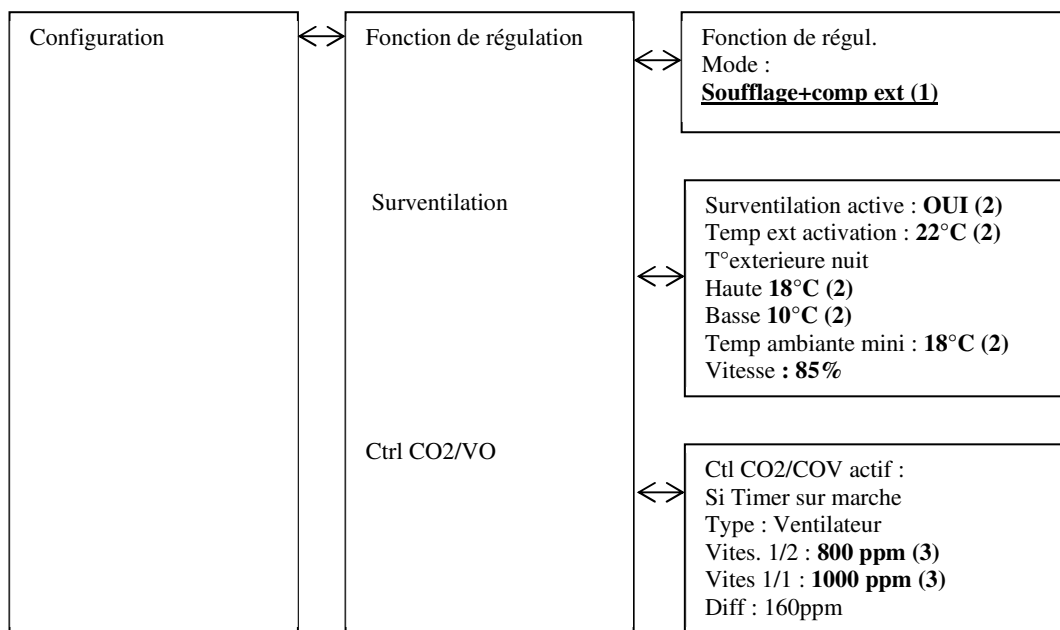 Configuration
Fonction de régulation
Fonction de régul.
Mode :
Soufflage+comp ext (1)
Surventilation
Surventilation active : OUI (2)
Temp ext activation : 22°C (2)
T°exterieure nuit
Haute 18°C (2)
Basse 10°C (2)
Temp ambiante mini : 18°C (2)
Vitesse : 85%
Ctrl CO2/VO
Ctl CO2/COV actif :
Si Timer sur marche
Type : Ventilateur
Vites. 1/2 : 800 ppm (3)
Vites 1/1 : 1000 ppm (3)
Diff : 160ppm